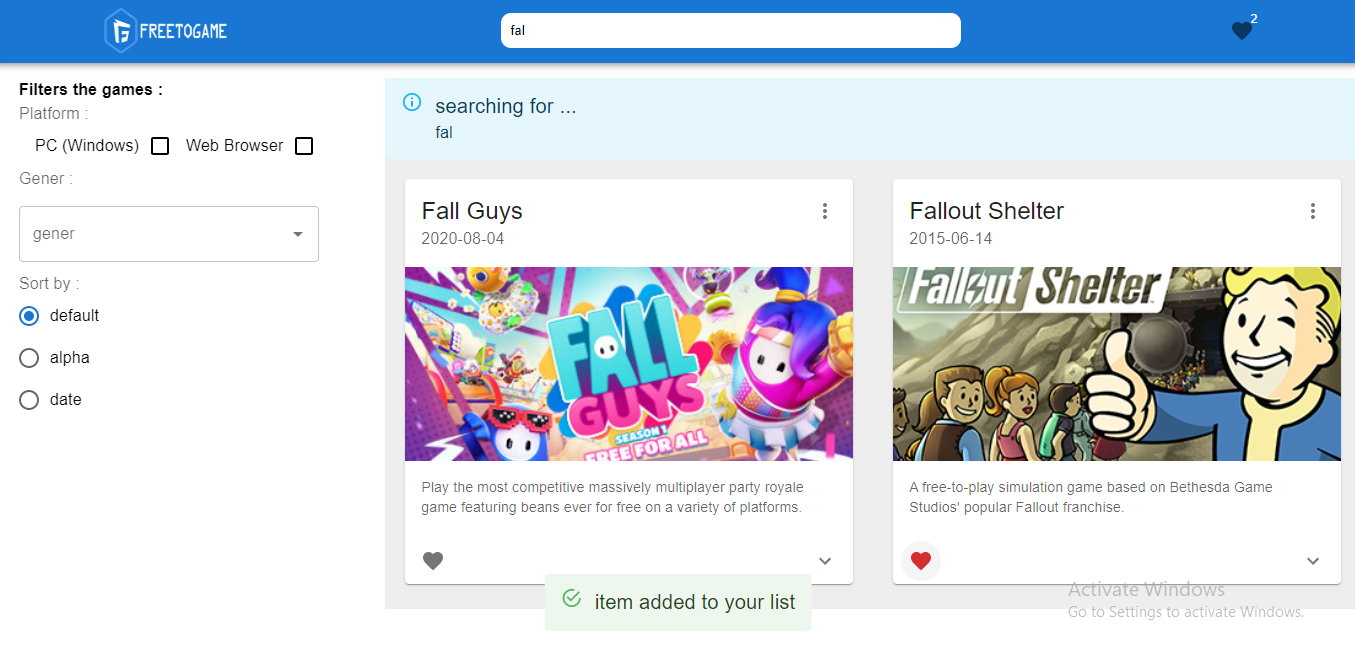 FREETOGAME
fal
2
Filters the games :
Platform :
PC (Windows)
Web Browser
Gener :
gener
Sort by :
default
alpha
date
searching for ...
fal
Fall Guys
2020-08-04
FALL
GUYS
SEASON 1
FREE FOR ALL
Play the most competitive massively multiplayer party royale
game featuring beans ever for free on a variety of platforms.
Fallout Shelter
2015-06-14
Fallout Shelter
A free-to-play simulation game based on Bethesda Game
Studios' popular Fallout franchise.
item added to your list
Activate Windows
Go to Settings to activate Windows.